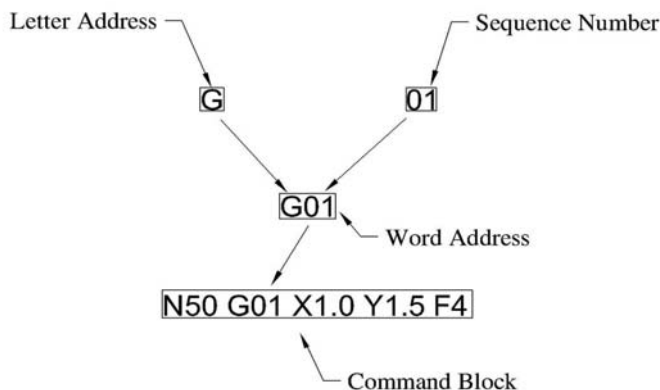 Letter Address
Sequence Number
G
01
G01
Word Address
N50 G01 X1.0 Y1.5 F4
Command Block